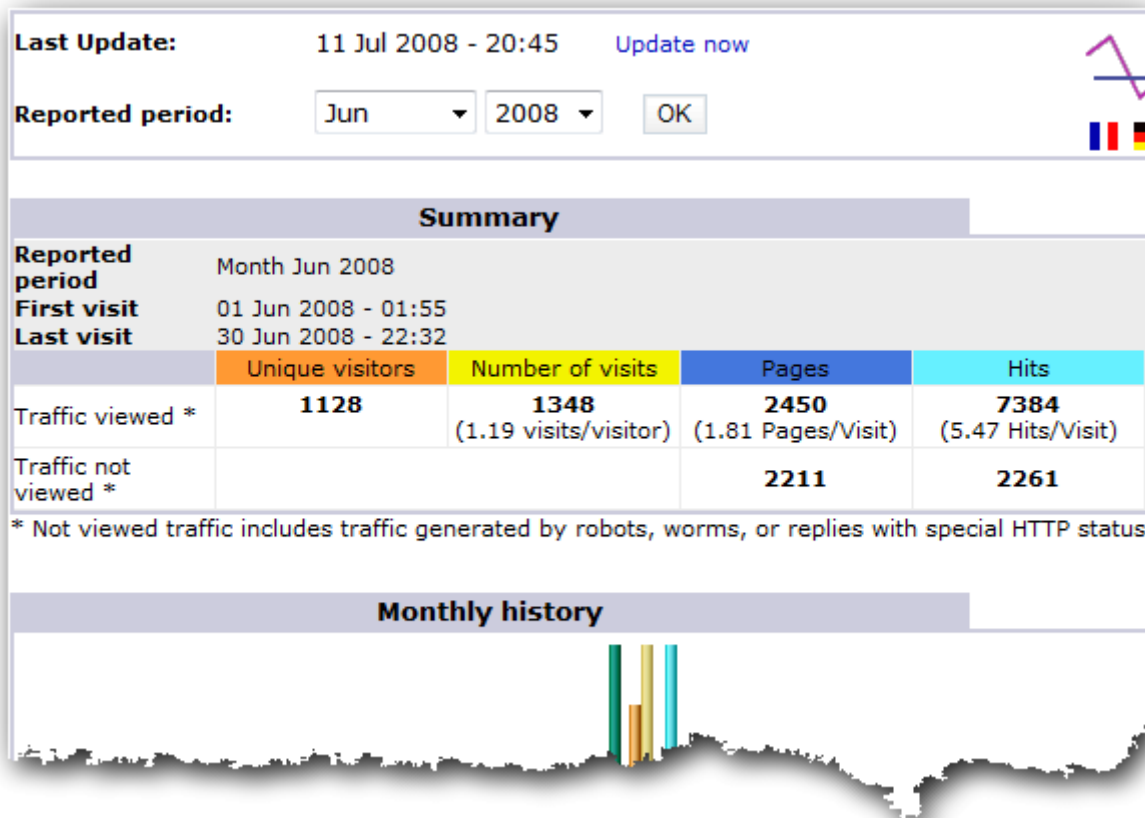 Last Update: 11 Jul 2008 - 20:45 Update now
Reported period: Jun 2008 OK
Summary
Reported
period
Month Jun 2008
First visit 01 Jun 2008 - 01:55
Last visit 30 Jun 2008 - 22:32
Unique visitors Number of visits Pages Hits
Traffic viewed * 1128 1348 2450 7384
(1.19 visits/visitor) (1.81 Pages/Visit) (5.47 Hits/Visit)
Traffic not
viewed *
2211 2261
* Not viewed traffic includes traffic generated by robots, worms, or replies with special HTTP status
Monthly history